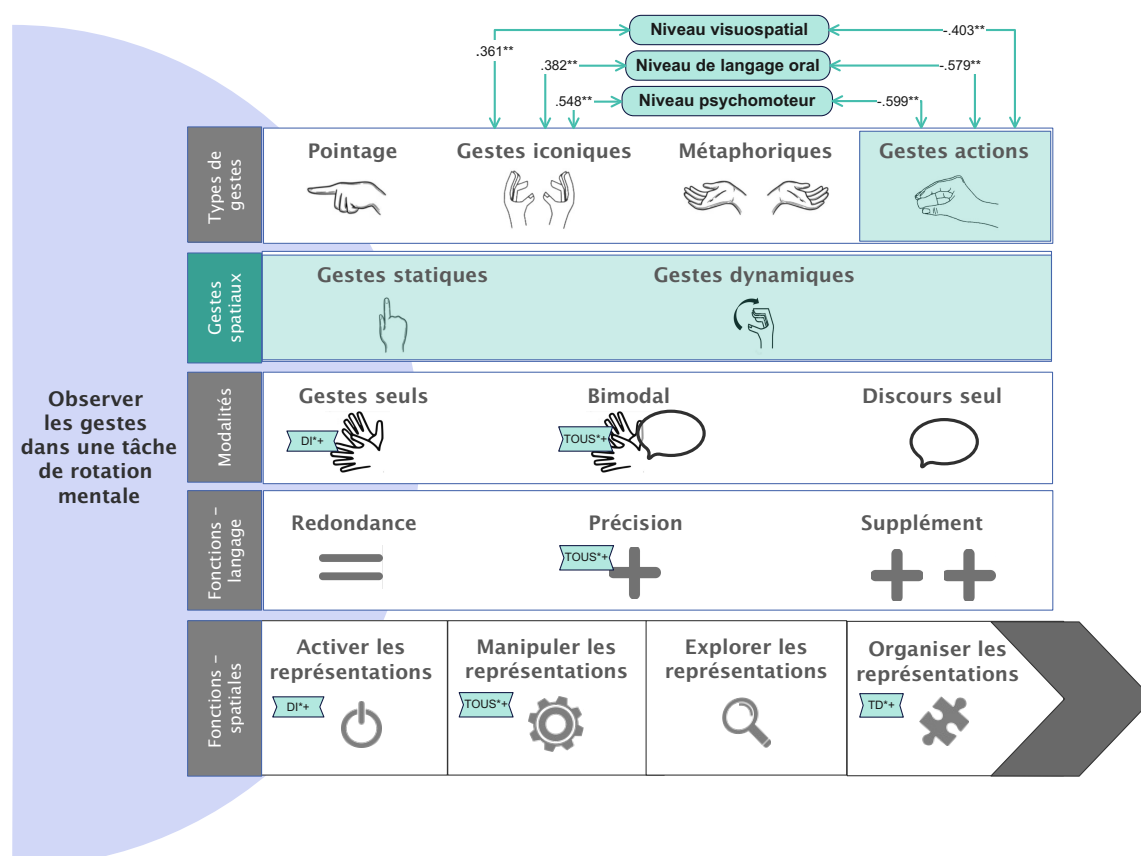 Niveau visuospatial
.361**
-.403**
Niveau de langage oral
.382**
-.579**
Niveau psychomoteur
.548**
-.599**
Types de
gestes
Pointage
Gestes iconiques
Métaphoriques
Gestes actions
Gestes
spatiaux
Gestes statiques
Gestes dynamiques
Observer
les gestes
dans une tâche
de rotation
mentale
Modalités
Gestes seuls
Bimodal
Discours seul
DI*+
TOUS*+
Fonctions –
langage
Redondance
Précision
Supplément
TOUS*+
Fonctions –
spatiales
Activer les
représentations
Manipuler les
représentations
Explorer les
représentations
Organiser les
représentations
DI*+
TOUS*+
TD*+